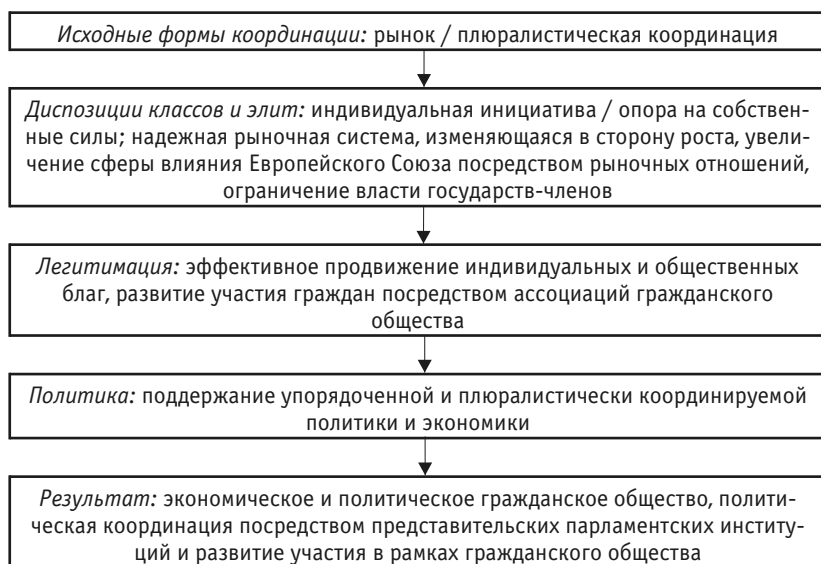 Исходные формы координации: рынок / плюралистическая координация
Диспозиции классов и элит: индивидуальная инициатива / опора на собствен-
ные силы; надежная рыночная система, изменяющаяся в сторону роста, увели-
чение сферы влияния Европейского Союза посредством рыночных отношений,
ограничение власти государств-членов
Легитимация: эффективное продвижение индивидуальных и общественных
благ, развитие участия граждан посредством ассоциаций гражданского
общества
Политика: поддержание упорядоченной и плюралистически координируемой
политики и экономики
Результат: экономическое и политическое гражданское общество, полити-
ческая координация посредством представительских парламентских институ-
ций и развитие участия в рамках гражданского общества